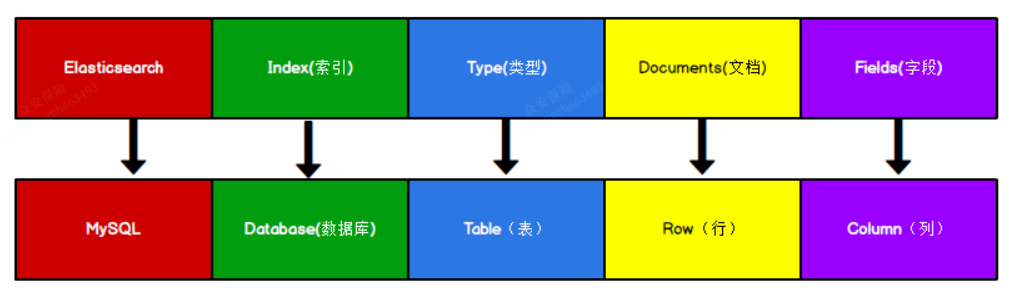 Elasticsearch
Index(索引)
Type(类型)
Documents(文档)
Fields(字段)
MySQL
Database(数据库)
Table（表）
Row（行）
Column（列）